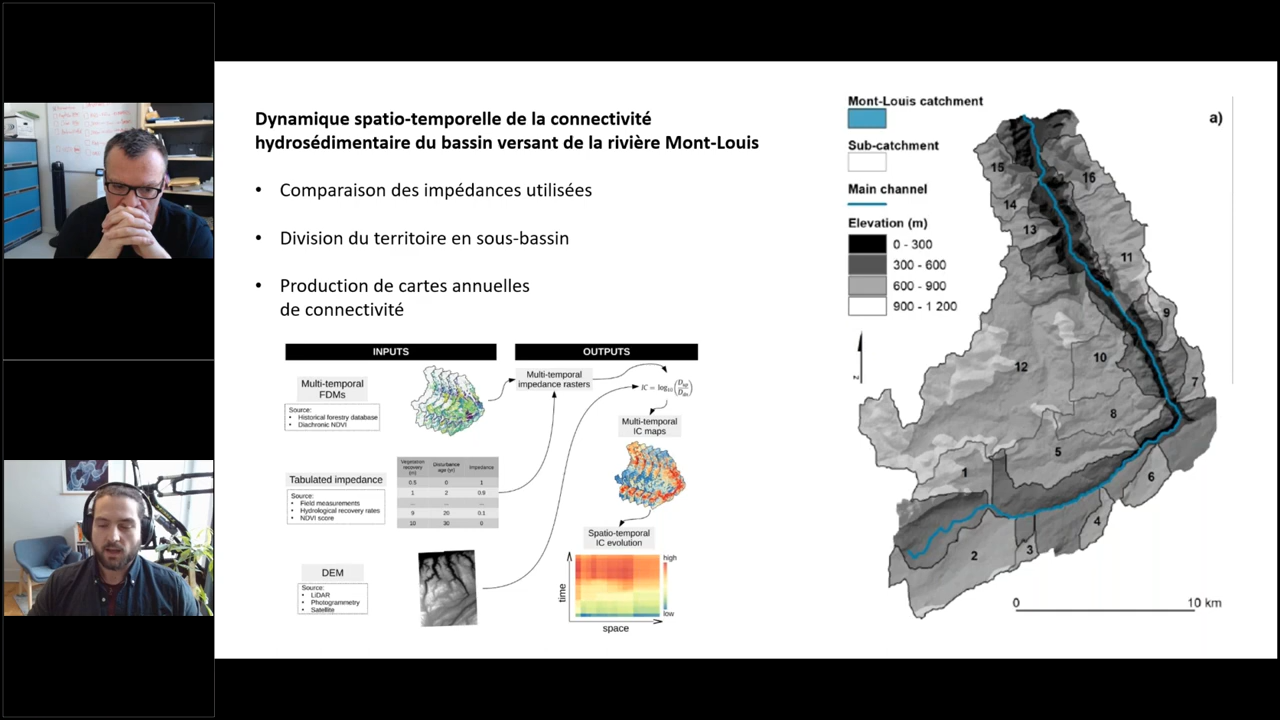 Dynamique spatio-temporelle de la connectivité
hydrosédimentaire du bassin versant de la rivière Mont-Louis
• Comparaison des impédances utilisées
• Division du territoire en sous-bassin
• Production de cartes annuelles
de connectivité
INPUTS
Multi-temporal
FDMs
Source:
• Historical forestry database
• Diachronic NDVI
Tabulated impedance
Source:
• Field measurements
• Hydrological recovery rates
• NDVI score
Vegetation recovery (m) Disturbance age (yr) Impedance
0.5 0 1
1 2 0.9
... ... ...
9 20 0.1
10 30 0
DEM
Source:
• LiDAR
• Photogrammetry
• Satellite
OUTPUTS
Multi-temporal
impedance rasters
Multi-temporal
IC maps
Spatio-temporal
IC evolution
high
low
time
space
Mont-Louis catchment
Sub-catchment
Main channel
Elevation (m)
0 - 300
300 - 600
600 - 900
900 - 1 200
a)
15
16
14
13
11
9
12
10
7
8
5
1
6
4
3
2
0 10 km